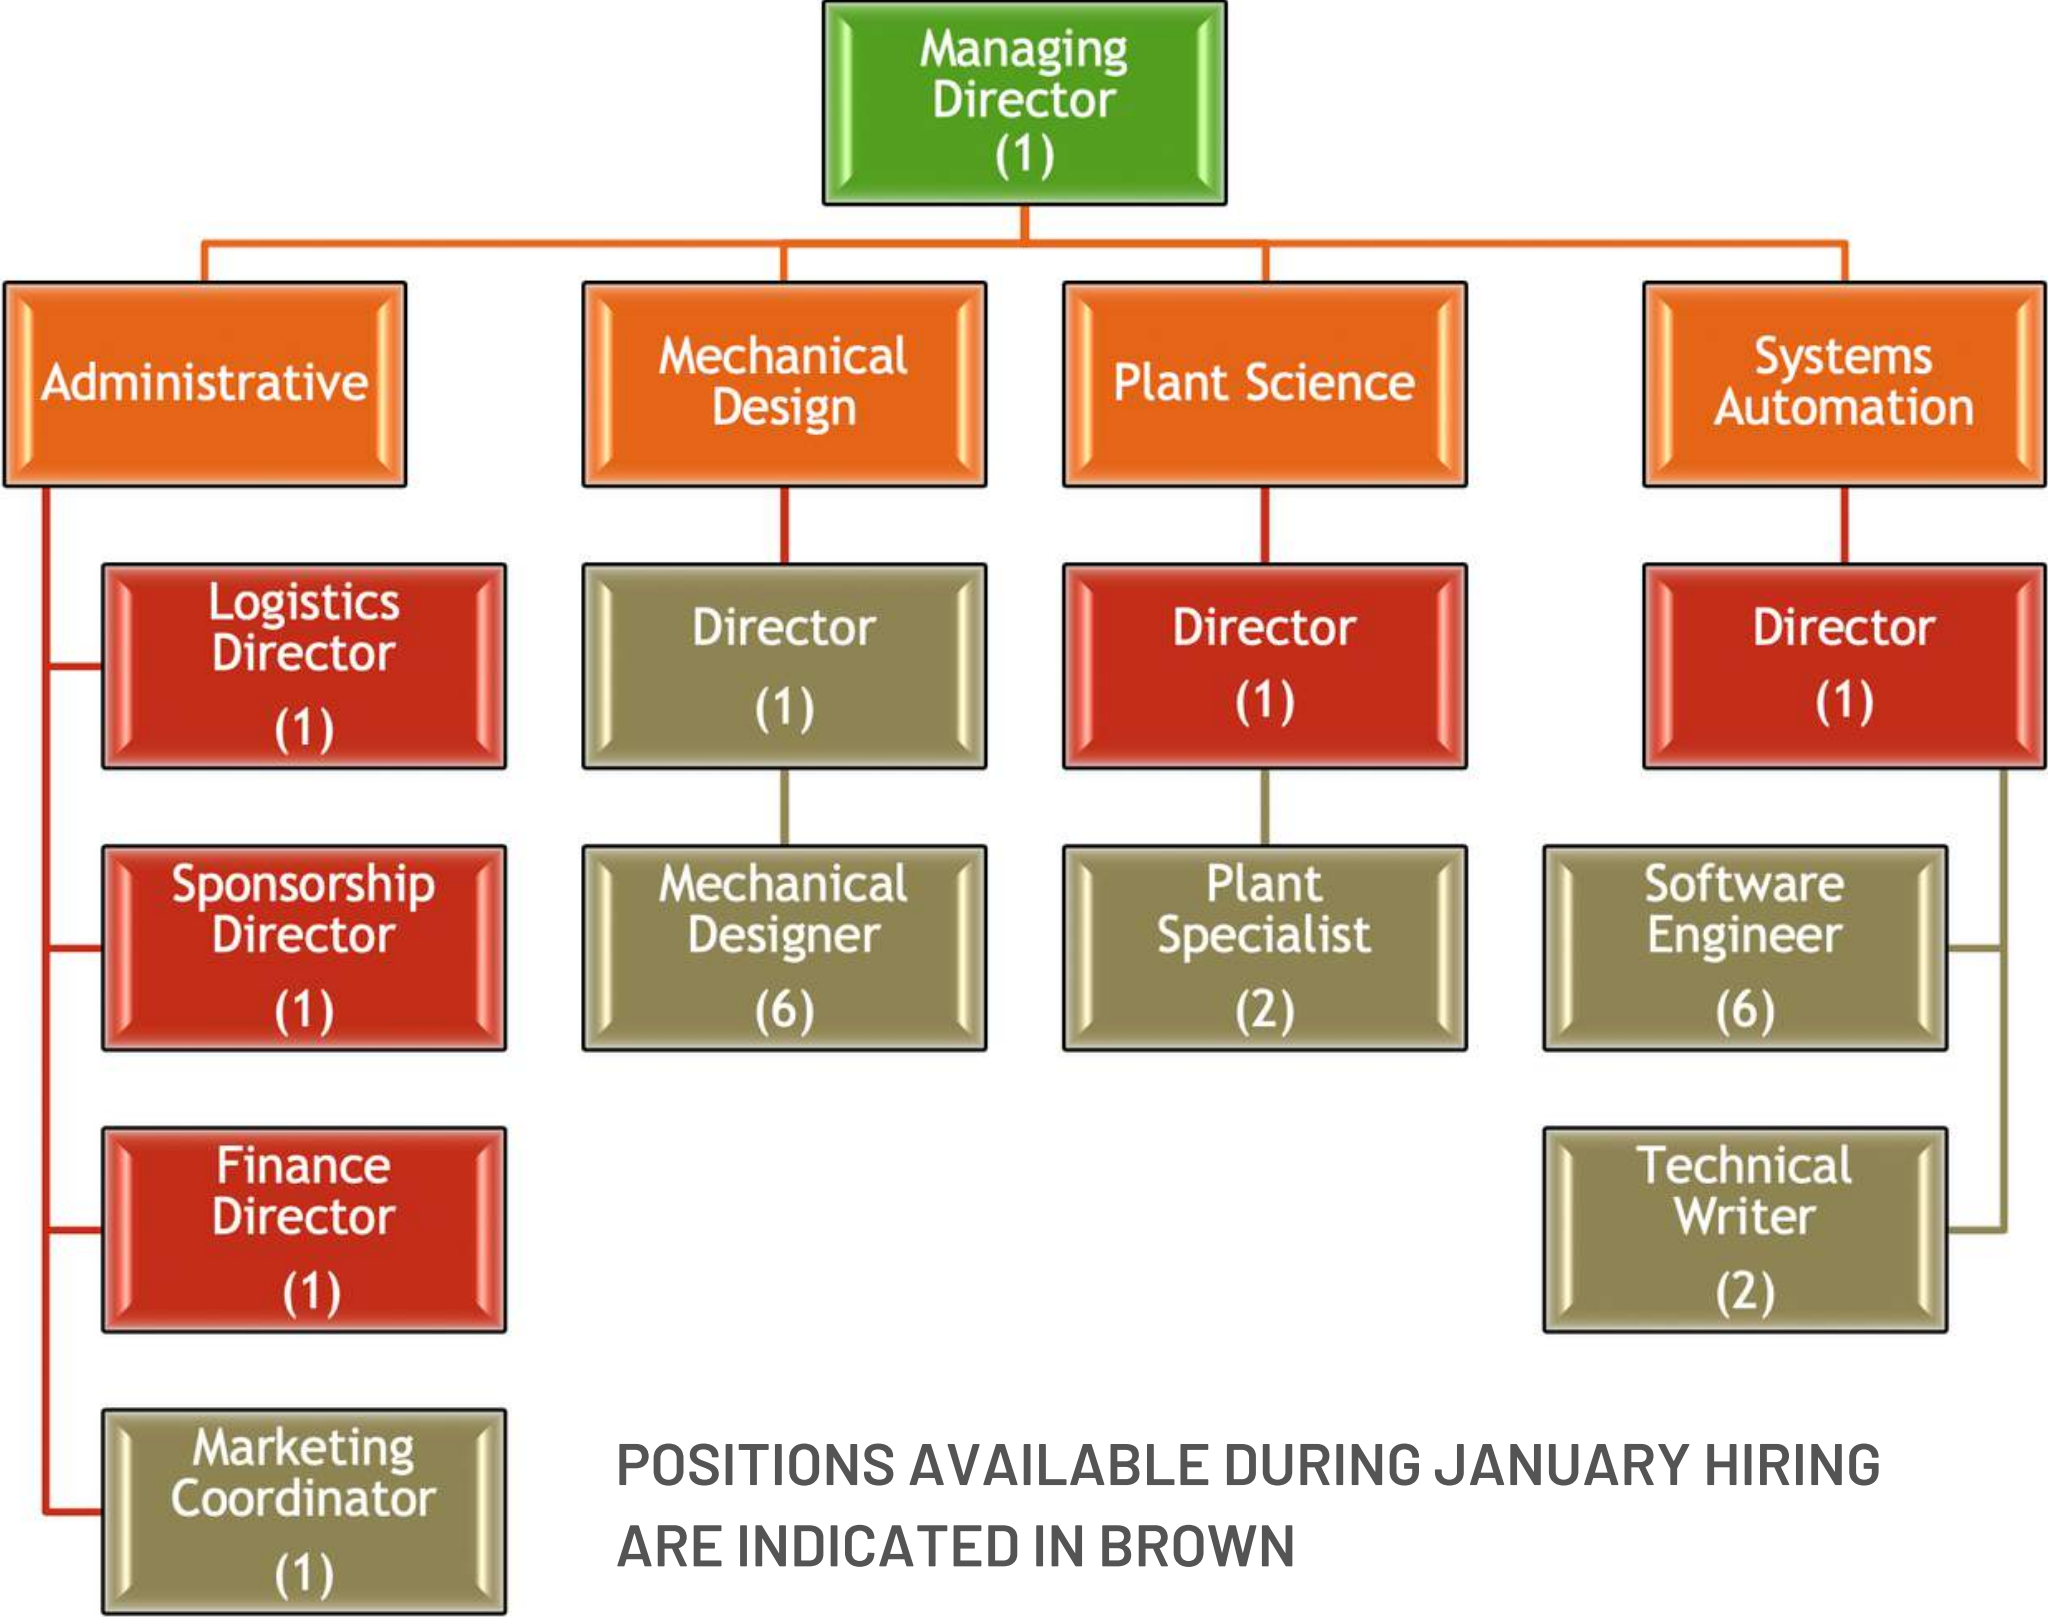 Managing
Director
(1)
Administrative
Mechanical
Design
Plant Science
Systems
Automation
Logistics
Director
(1)
Director
(1)
Director
(1)
Director
(1)
Sponsorship
Director
(1)
Mechanical
Designer
(6)
Plant
Specialist
(2)
Software
Engineer
(6)
Finance
Director
(1)
Technical
Writer
(2)
Marketing
Coordinator
(1)
POSITIONS AVAILABLE DURING JANUARY HIRING
ARE INDICATED IN BROWN